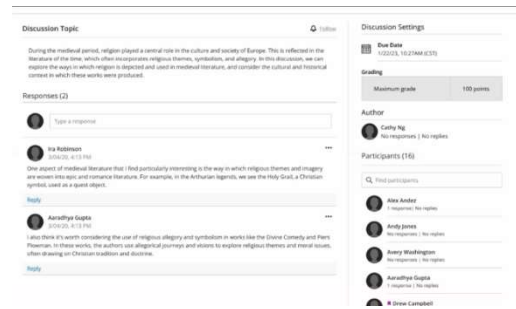 Discussion Topic
Follow
During the medieval period, religion played a central role in the culture and society of Europe. This is reflected in the
literature of the time, which often incorporates religious themes, symbolism, and allegory. In this discussion, we can
explore the ways in which religion is depicted and used in medieval literature, and consider the cultural and historical
context in which these works were produced.
Responses (2)
Type a response
Ira Robinson
3/04/20, 4:13 PM
One aspect of medieval literature that I find particularly interesting is the way in which religious themes and imagery
are woven into epic and romance literature. For example, in the Arthurian legends, we see the Holy Grail, a Christian
symbol, used as a quest object.
Reply
Aaradhya Gupta
3/04/20, 4:13 PM
I also think it's worth considering the use of religious allegory and symbolism in works like the Divine Comedy and Piers
Plowman. In these works, the authors use allegorical journeys and visions to explore religious themes and moral issues,
often drawing on Christian tradition and doctrine.
Reply
Discussion Settings
Due Date
1/22/23, 10:27AM (CST)
Grading
Maximum grade 100 points
Author
Cathy Ng
No responses | No replies
Participants (16)
Find participants
Alex Andez
1 response | No replies
Andy Jones
No responses | No replies
Avery Washington
No responses | No replies
Aaradhya Gupta
1 response | No replies
Drew Campbell